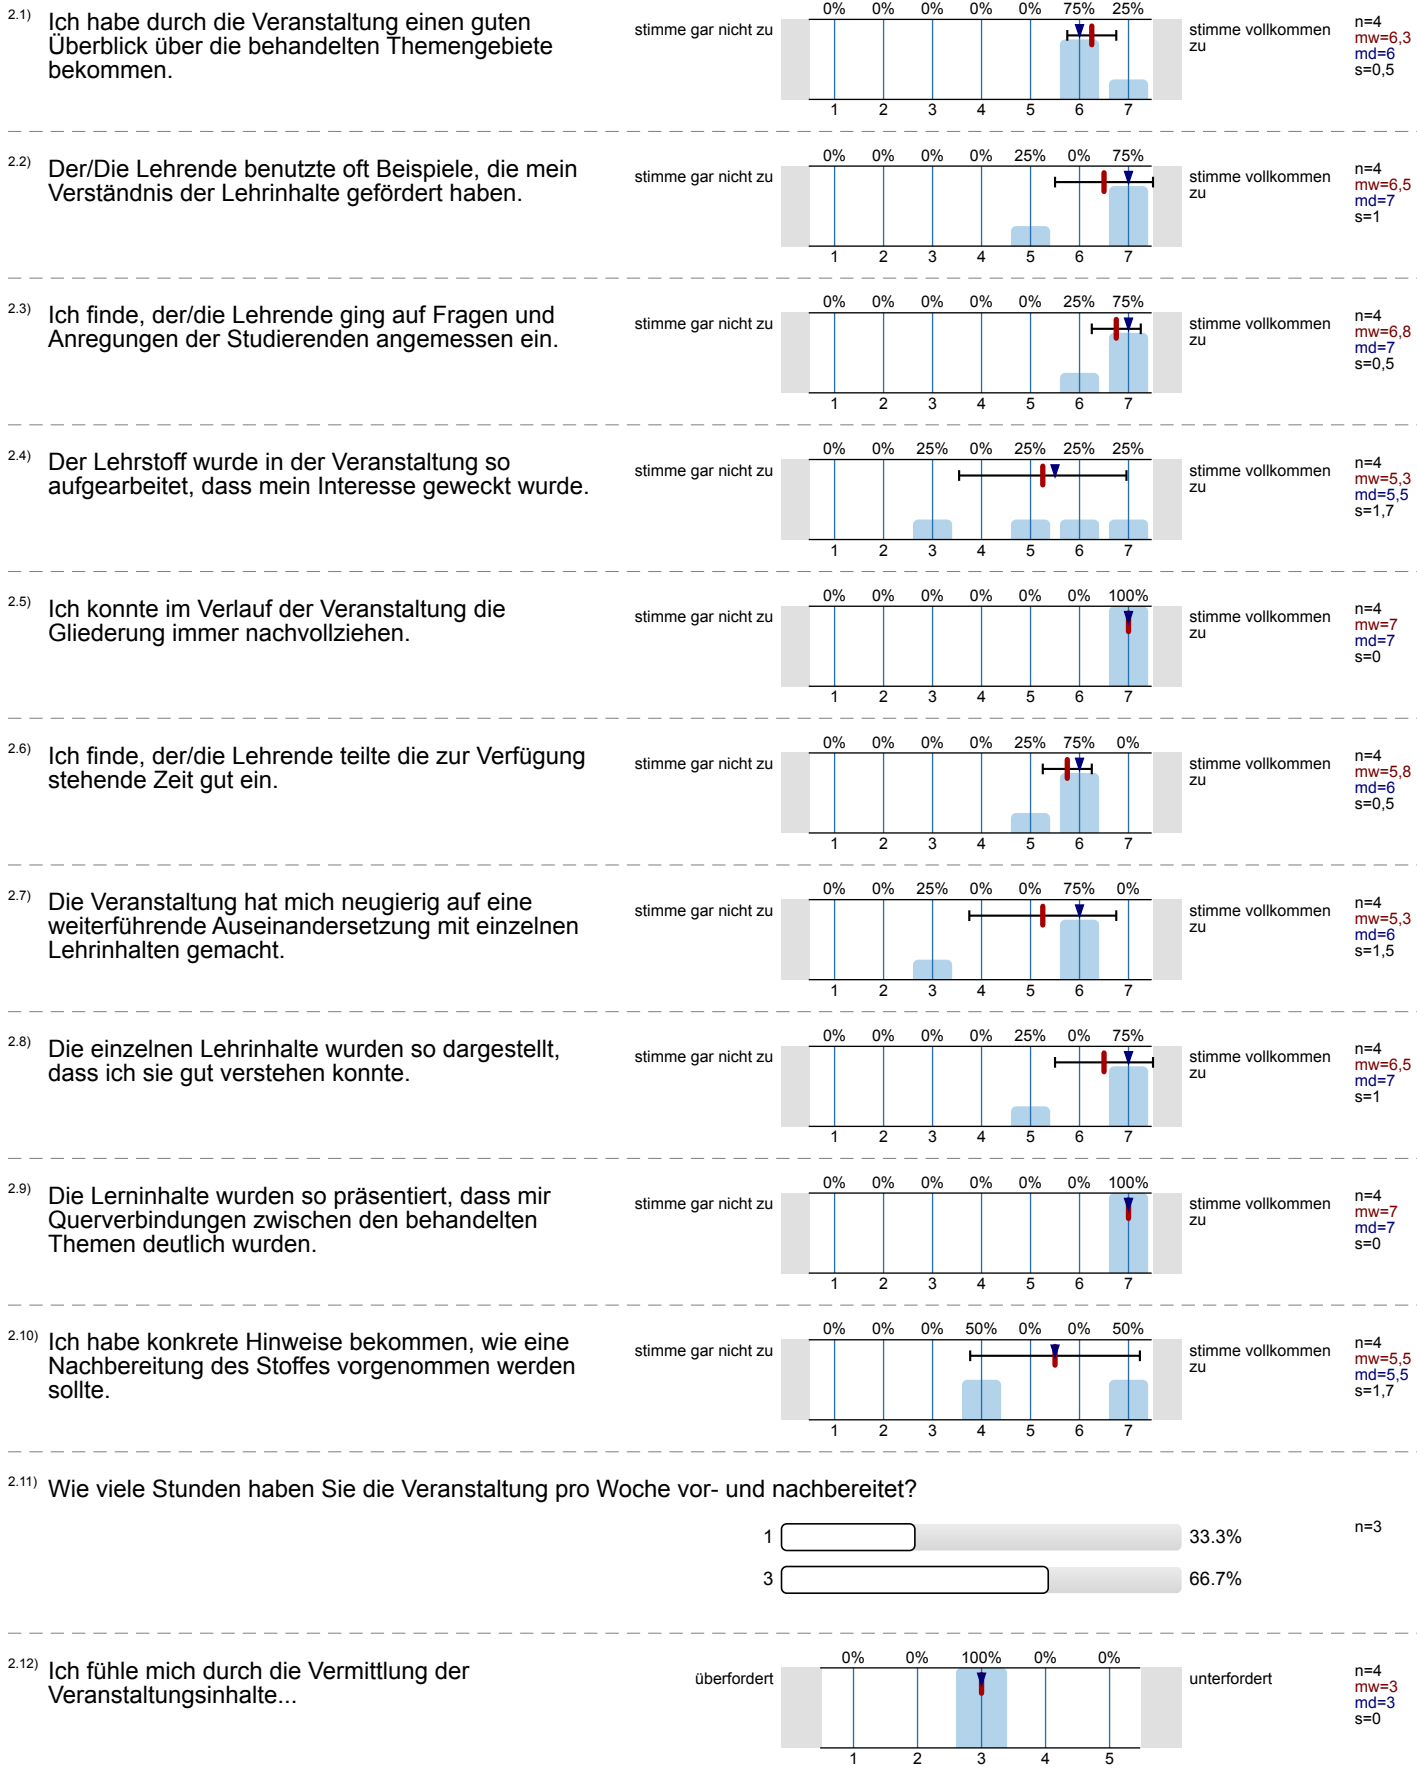 2.1) Ich habe durch die Veranstaltung einen guten
Überblick über die behandelten Themengebiete
bekommen.
stimme gar nicht zu
0% 0% 0% 0% 0% 75% 25%
1 2 3 4 5 6 7
stimme vollkommen
zu
n=4
mw=6,3
md=6
s=0,5
2.2) Der/Die Lehrende benutzte oft Beispiele, die mein
Verständnis der Lehrinhalte gefördert haben.
stimme gar nicht zu
0% 0% 0% 0% 25% 0% 75%
1 2 3 4 5 6 7
stimme vollkommen
zu
n=4
mw=6,5
md=7
s=1
2.3) Ich finde, der/die Lehrende ging auf Fragen und
Anregungen der Studierenden angemessen ein.
stimme gar nicht zu
0% 0% 0% 0% 0% 25% 75%
1 2 3 4 5 6 7
stimme vollkommen
zu
n=4
mw=6,8
md=7
s=0,5
2.4) Der Lehrstoff wurde in der Veranstaltung so
aufgearbeitet, dass mein Interesse geweckt wurde.
stimme gar nicht zu
0% 0% 25% 0% 25% 25% 25%
1 2 3 4 5 6 7
stimme vollkommen
zu
n=4
mw=5,3
md=5,5
s=1,7
2.5) Ich konnte im Verlauf der Veranstaltung die
Gliederung immer nachvollziehen.
stimme gar nicht zu
0% 0% 0% 0% 0% 0% 100%
1 2 3 4 5 6 7
stimme vollkommen
zu
n=4
mw=7
md=7
s=0
2.6) Ich finde, der/die Lehrende teilte die zur Verfügung
stehende Zeit gut ein.
stimme gar nicht zu
0% 0% 0% 0% 25% 75% 0%
1 2 3 4 5 6 7
stimme vollkommen
zu
n=4
mw=5,8
md=6
s=0,5
2.7) Die Veranstaltung hat mich neugierig auf eine
weiterführende Auseinandersetzung mit einzelnen
Lehrinhalten gemacht.
stimme gar nicht zu
0% 0% 25% 0% 0% 75% 0%
1 2 3 4 5 6 7
stimme vollkommen
zu
n=4
mw=5,3
md=6
s=1,5
2.8) Die einzelnen Lehrinhalte wurden so dargestellt,
dass ich sie gut verstehen konnte.
stimme gar nicht zu
0% 0% 0% 0% 25% 0% 75%
1 2 3 4 5 6 7
stimme vollkommen
zu
n=4
mw=6,5
md=7
s=1
2.9) Die Lerninhalte wurden so präsentiert, dass mir
Querverbindungen zwischen den behandelten
Themen deutlich wurden.
stimme gar nicht zu
0% 0% 0% 0% 0% 0% 100%
1 2 3 4 5 6 7
stimme vollkommen
zu
n=4
mw=7
md=7
s=0
2.10) Ich habe konkrete Hinweise bekommen, wie eine
Nachbereitung des Stoffes vorgenommen werden
sollte.
stimme gar nicht zu
0% 0% 0% 50% 0% 0% 50%
1 2 3 4 5 6 7
stimme vollkommen
zu
n=4
mw=5,5
md=5,5
s=1,7
2.11) Wie viele Stunden haben Sie die Veranstaltung pro Woche vor- und nachbereitet?
1 33.3% n=3
3 66.7%
2.12) Ich fühle mich durch die Vermittlung der
Veranstaltungsinhalte...
überfordert
0% 0% 100% 0% 0%
1 2 3 4 5
unterfordert
n=4
mw=3
md=3
s=0